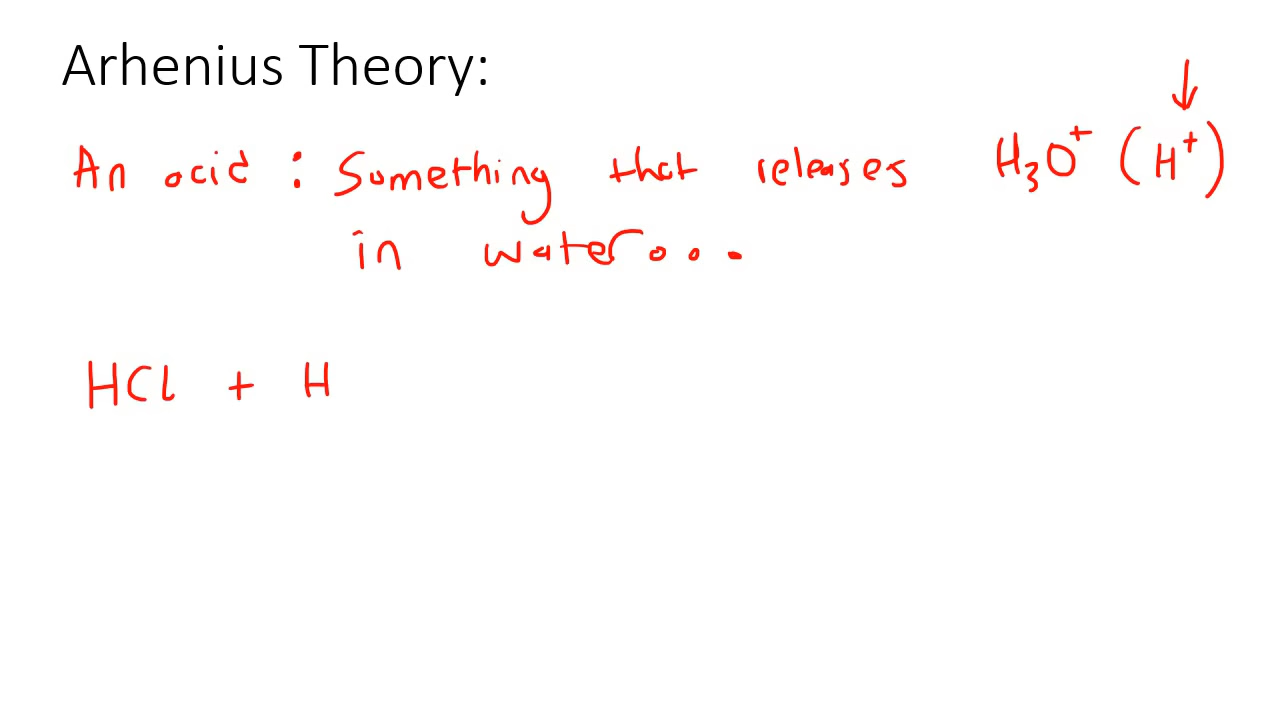 Arhenius Theory:
An acid : Something that releases H₃O⁺ (H⁺)
in water...
HCl + H